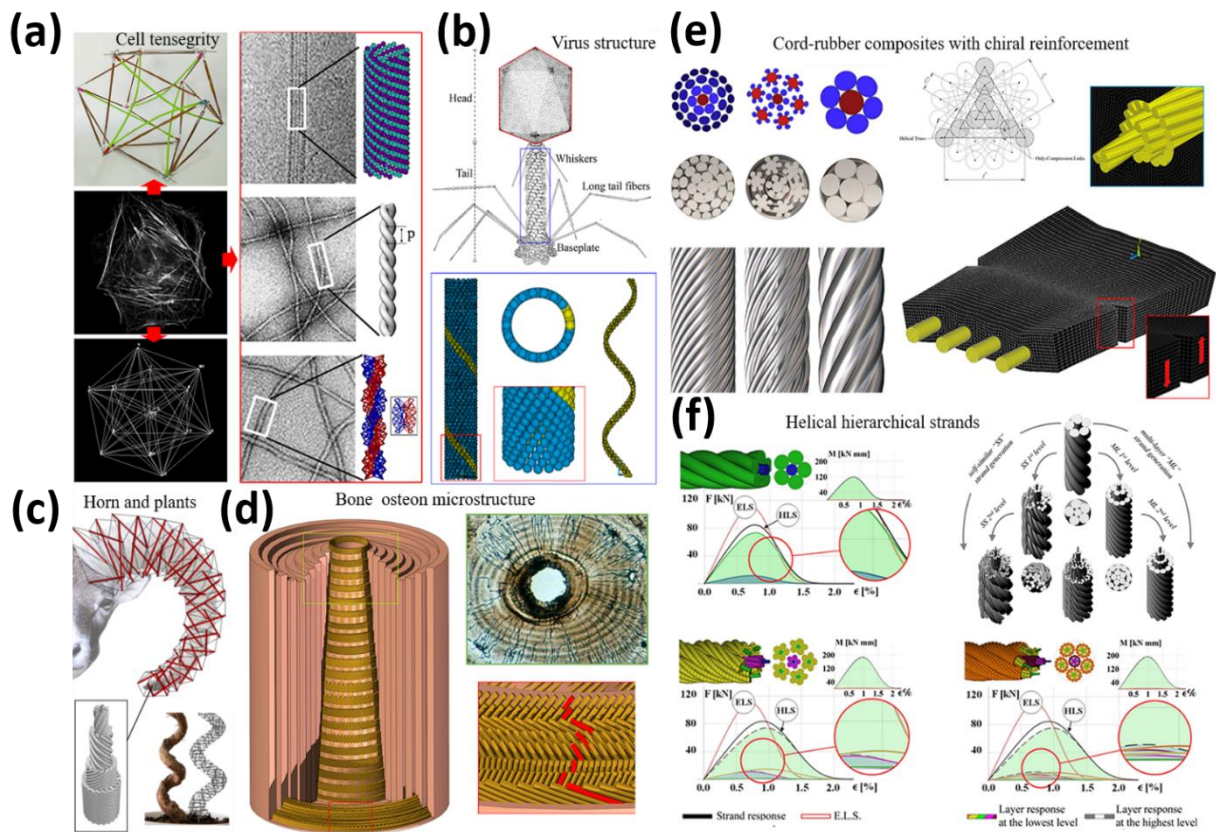 (a)
Cell tensegrity
p
(b)
Virus structure
Head
Whiskers
Tail
Long tail fibers
Baseplate
(c)
Horn and plants
(d)
Bone osteon microstructure
(e)
Cord-rubber composites with chiral reinforcement
Helical Truss
Only-Compression Links
(f)
Helical hierarchical strands
M [kN mm]
200
120
40
0.5 1 1.5 2 ϵ%
F [kN]
120
80
40
ELS
HLS
0.0 0.5 1.0 1.5 2.0 ϵ [%]
self-similar "SS"
strand generation
multi-layer "ML"
strand generation
SS 1st level
ML 1st level
SS 2nd level
ML 2nd level
M [kN mm]
200
120
40
0.5 1 1.5 2 ϵ%
F [kN]
120
80
40
ELS
HLS
0.0 0.5 1.0 1.5 2.0 ϵ [%]
M [kN mm]
200
120
40
0.5 1 1.5 2 ϵ%
F [kN]
120
80
40
ELS
HLS
0.0 0.5 1.0 1.5 2.0 ϵ [%]
Strand response
E.L.S.
Layer response
at the lowest level
Layer response
at the highest level